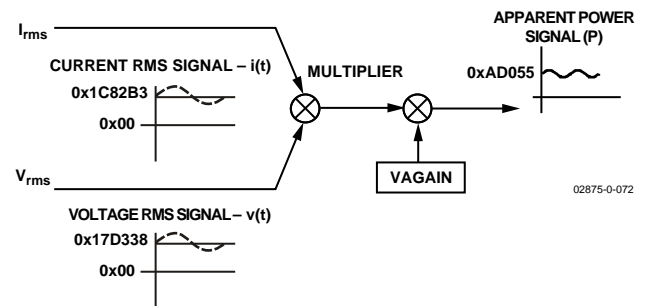 Irms
CURRENT RMS SIGNAL – i(t)
0x1C82B3
0x00
MULTIPLIER
APPARENT POWER
SIGNAL (P)
0xAD055
VAGAIN
Vrms
VOLTAGE RMS SIGNAL – v(t)
0x17D338
0x00
02875-0-072